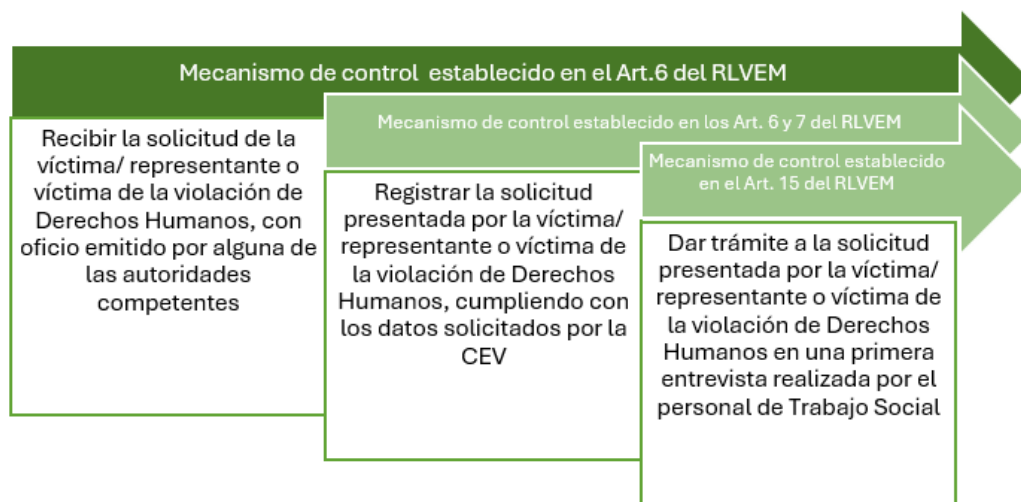 Mecanismo de control establecido en el Art.6 del RLVEM
Recibir la solicitud de la
víctima/ representante o
víctima de la violación de
Derechos Humanos, con
oficio emitido por alguna de
las autoridades
competentes
Mecanismo de control establecido en los Art. 6 y 7 del RLVEM
Registrar la solicitud
presentada por la víctima/
representante o víctima de
la violación de Derechos
Humanos, cumpliendo con
los datos solicitados por la
CEV
Mecanismo de control establecido
en el Art. 15 del RLVEM
Dar trámite a la solicitud
presentada por la víctima/
representante o víctima de
la violación de Derechos
Humanos en una primera
entrevista realizada por el
personal de Trabajo Social